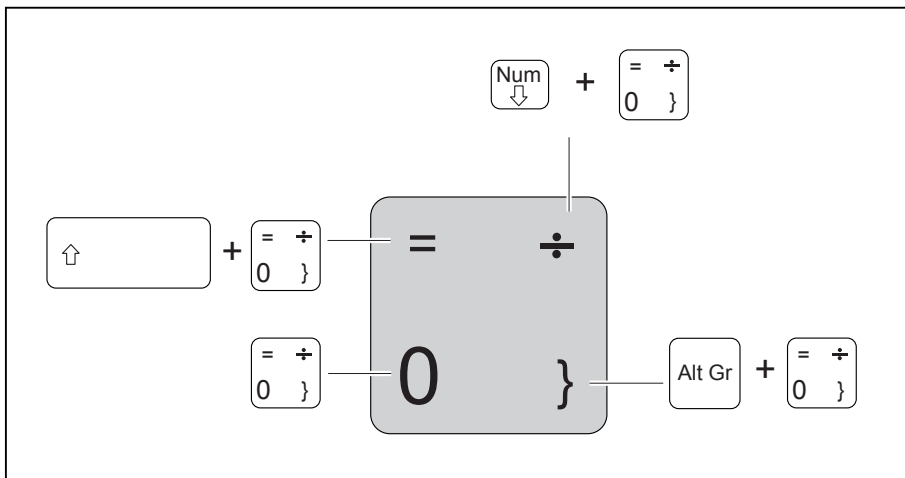 Num + = ÷
0 }
= ÷
⇧ + = ÷
0 }
= ÷
0 }
0 } Alt Gr + = ÷
0 }